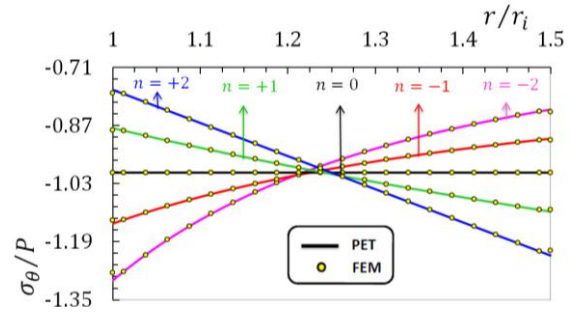 r/rᵢ
1 1.1 1.2 1.3 1.4 1.5
-0.71
n = +2 n = +1 n = 0 n = −1 n = −2
-0.87
-1.03
-1.19
-1.35
σ_θ/P
PET
FEM